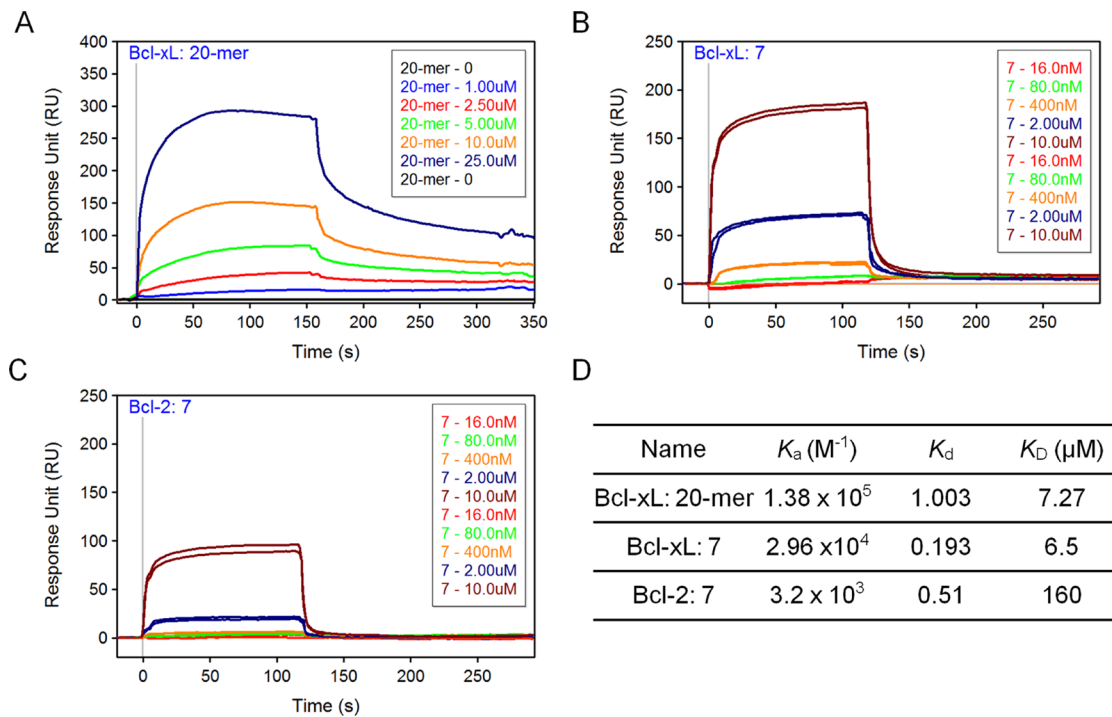 A
Bcl-xL: 20-mer
400
350
300
250
200
150
100
50
0
Response Unit (RU)
20-mer - 0
20-mer - 1.00uM
20-mer - 2.50uM
20-mer - 5.00uM
20-mer - 10.0uM
20-mer - 25.0uM
20-mer - 0
0 50 100 150 200 250 300 350
Time (s)
B
Bcl-xL: 7
250
200
150
100
50
0
Response Unit (RU)
7 - 16.0nM
7 - 80.0nM
7 - 400nM
7 - 2.00uM
7 - 10.0uM
7 - 16.0nM
7 - 80.0nM
7 - 400nM
7 - 2.00uM
7 - 10.0uM
0 50 100 150 200 250
Time (s)
C
Bcl-2: 7
250
200
150
100
50
0
Response Unit (RU)
7 - 16.0nM
7 - 80.0nM
7 - 400nM
7 - 2.00uM
7 - 10.0uM
7 - 16.0nM
7 - 80.0nM
7 - 400nM
7 - 2.00uM
7 - 10.0uM
0 50 100 150 200 250
Time (s)
D
Name Ka (M⁻¹) Kd KD (µM)
Bcl-xL: 20-mer 1.38 x 10⁵ 1.003 7.27
Bcl-xL: 7 2.96 x10⁴ 0.193 6.5
Bcl-2: 7 3.2 x 10³ 0.51 160